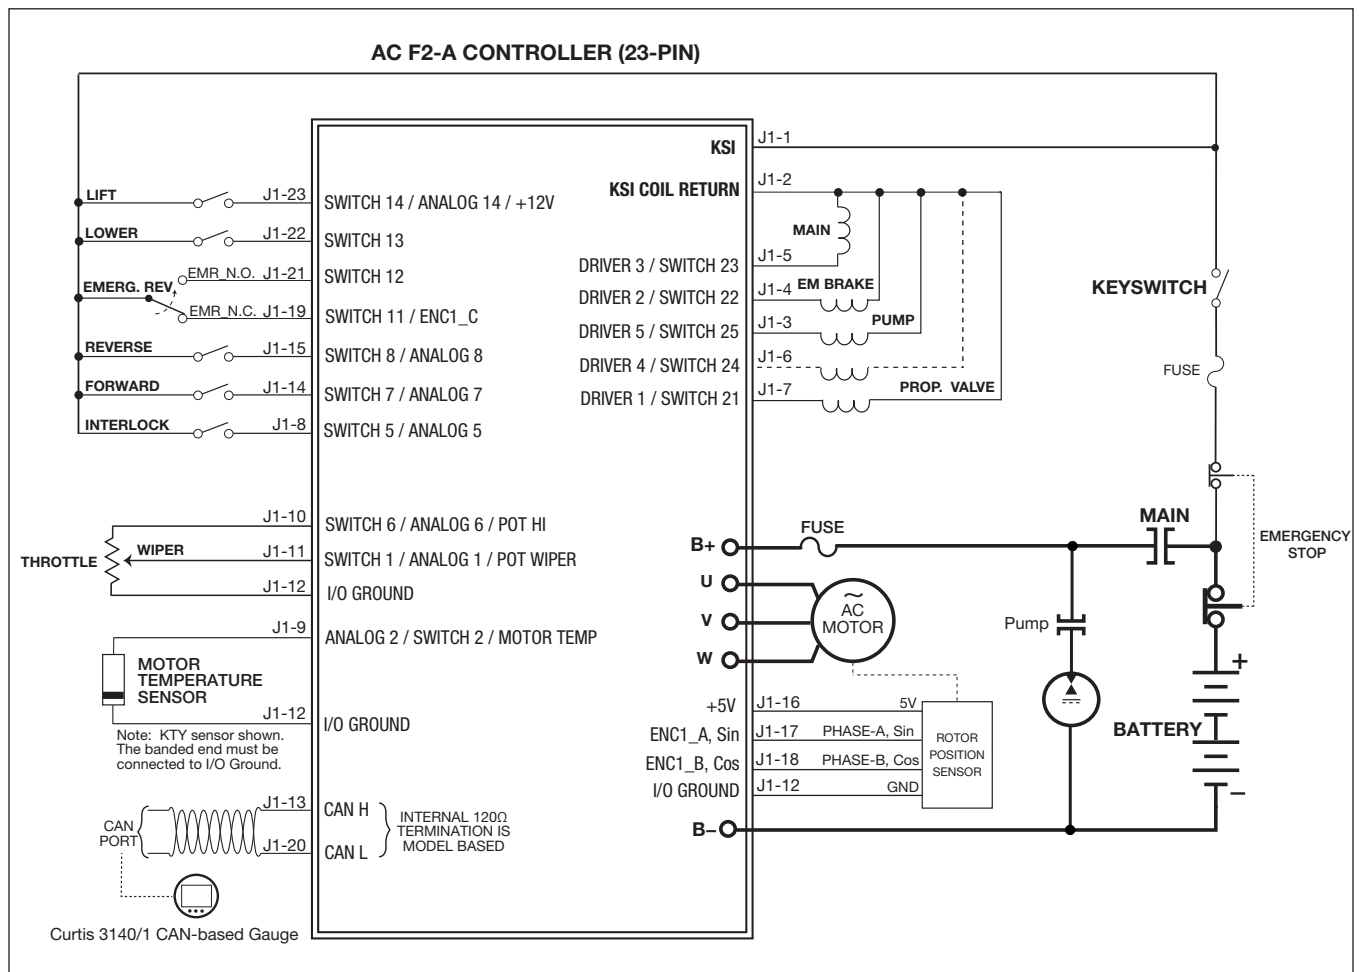 AC F2-A CONTROLLER (23-PIN)
KSI
J1-1
KSI COIL RETURN
J1-2
LIFT
J1-23
SWITCH 14 / ANALOG 14 / +12V
LOWER
J1-22
SWITCH 13
EMERG. REV
EMR_N.O.
J1-21
SWITCH 12
EMR_N.C.
J1-19
SWITCH 11 / ENC1_C
REVERSE
J1-15
SWITCH 8 / ANALOG 8
FORWARD
J1-14
SWITCH 7 / ANALOG 7
INTERLOCK
J1-8
SWITCH 5 / ANALOG 5
MAIN
DRIVER 3 / SWITCH 23
J1-5
DRIVER 2 / SWITCH 22
J1-4
EM BRAKE
DRIVER 5 / SWITCH 25
J1-3
PUMP
DRIVER 4 / SWITCH 24
J1-6
DRIVER 1 / SWITCH 21
J1-7
PROP. VALVE
KEYSWITCH
FUSE
EMERGENCY
STOP
THROTTLE
WIPER
J1-10
SWITCH 6 / ANALOG 6 / POT HI
J1-11
SWITCH 1 / ANALOG 1 / POT WIPER
J1-12
I/O GROUND
J1-9
ANALOG 2 / SWITCH 2 / MOTOR TEMP
MOTOR
TEMPERATURE
SENSOR
J1-12
I/O GROUND
Note: KTY sensor shown.
The banded end must be
connected to I/O Ground.
B+
FUSE
MAIN
U
V
W
~
AC
MOTOR
Pump
+
BATTERY
–
+5V
J1-16
5V
ENC1_A, Sin
J1-17
PHASE-A, Sin
ENC1_B, Cos
J1-18
PHASE-B, Cos
I/O GROUND
J1-12
GND
ROTOR
POSITION
SENSOR
B–
CAN
PORT
J1-13
CAN H
J1-20
CAN L
INTERNAL 120Ω
TERMINATION IS
MODEL BASED
Curtis 3140/1 CAN-based Gauge